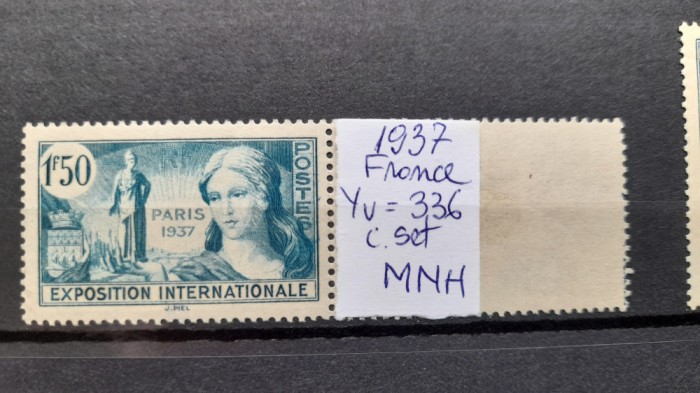 1F50
RF
POSTES
PARIS
1937
EXPOSITION INTERNATIONALE
J. PIEL
1937
France
Yv = 336
c. set
MNH